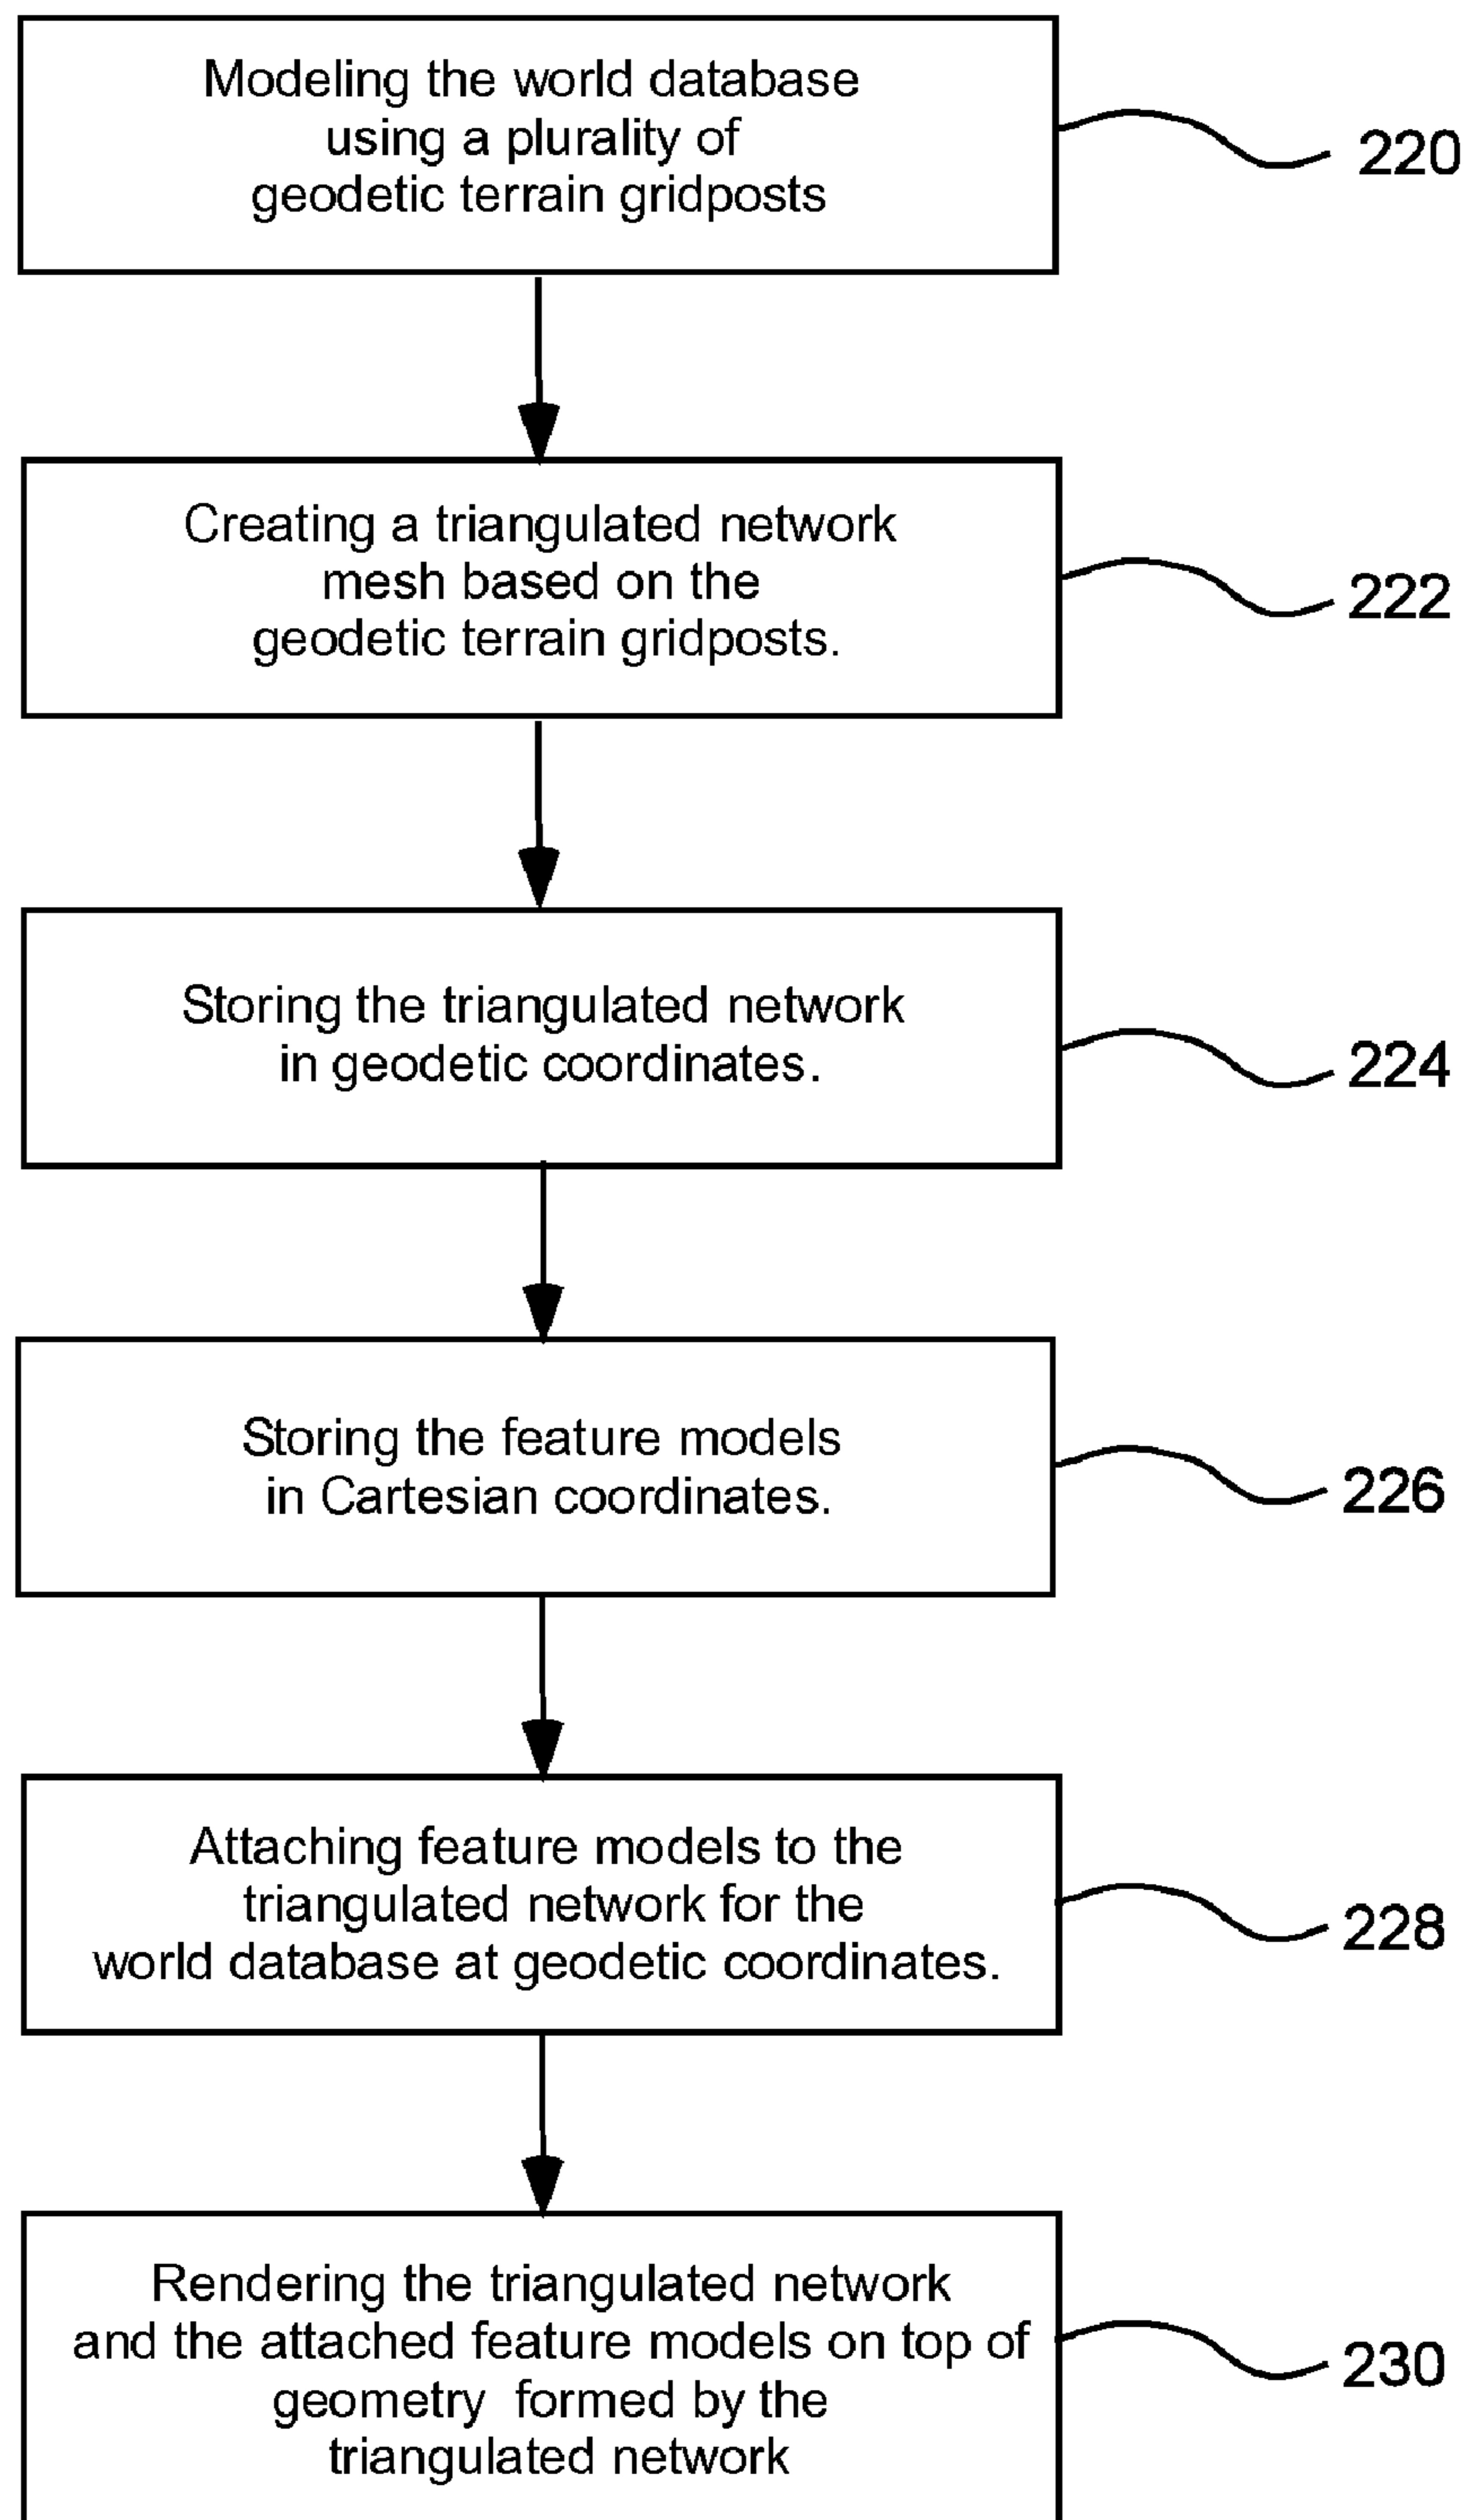 Modeling the world database
using a plurality of
geodetic terrain gridposts
220
Creating a triangulated network
mesh based on the
geodetic terrain gridposts.
222
Storing the triangulated network
in geodetic coordinates.
224
Storing the feature models
in Cartesian coordinates.
226
Attaching feature models to the
triangulated network for the
world database at geodetic coordinates.
228
Rendering the triangulated network
and the attached feature models on top of
geometry formed by the
triangulated network
230